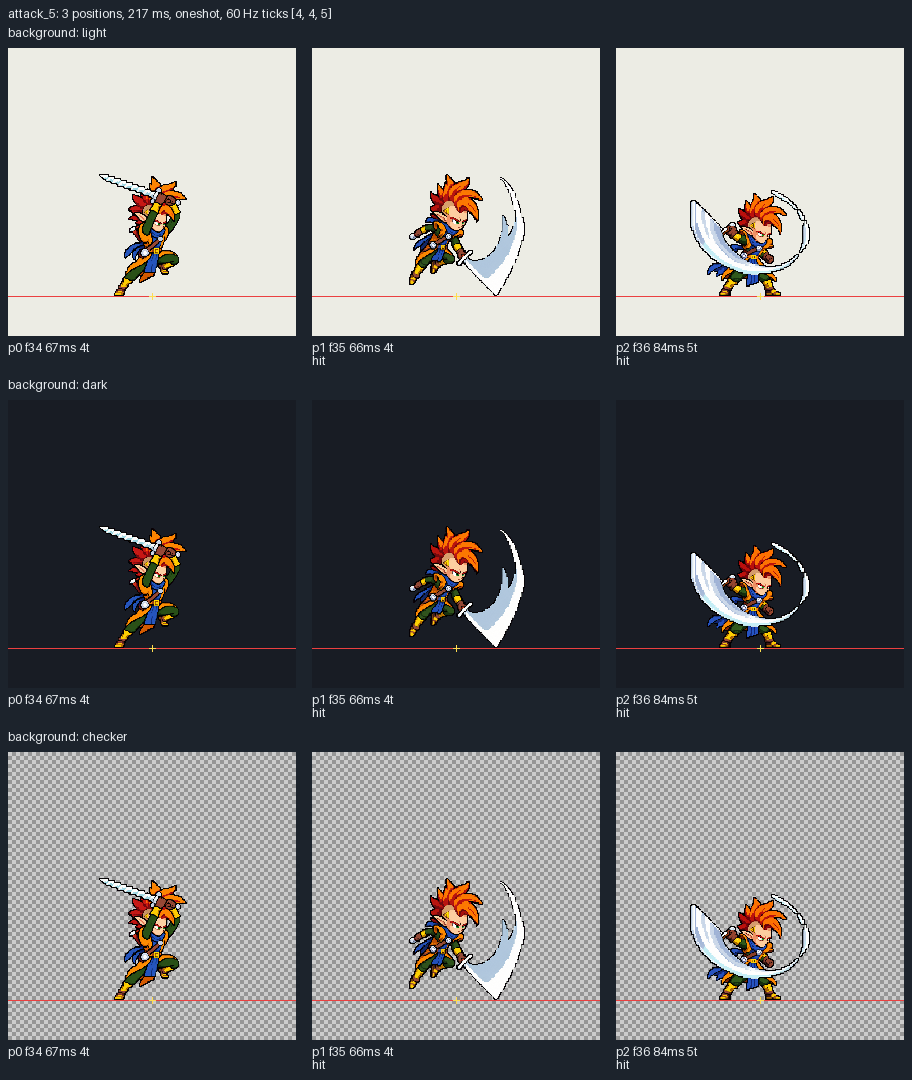 attack_5: 3 positions, 217 ms, oneshot, 60 Hz ticks [4, 4, 5]
background: light
p0 f34 67ms 4t
p1 f35 66ms 4t
hit
p2 f36 84ms 5t
hit
background: dark
p0 f34 67ms 4t
p1 f35 66ms 4t
hit
p2 f36 84ms 5t
hit
background: checker
p0 f34 67ms 4t
p1 f35 66ms 4t
hit
p2 f36 84ms 5t
hit